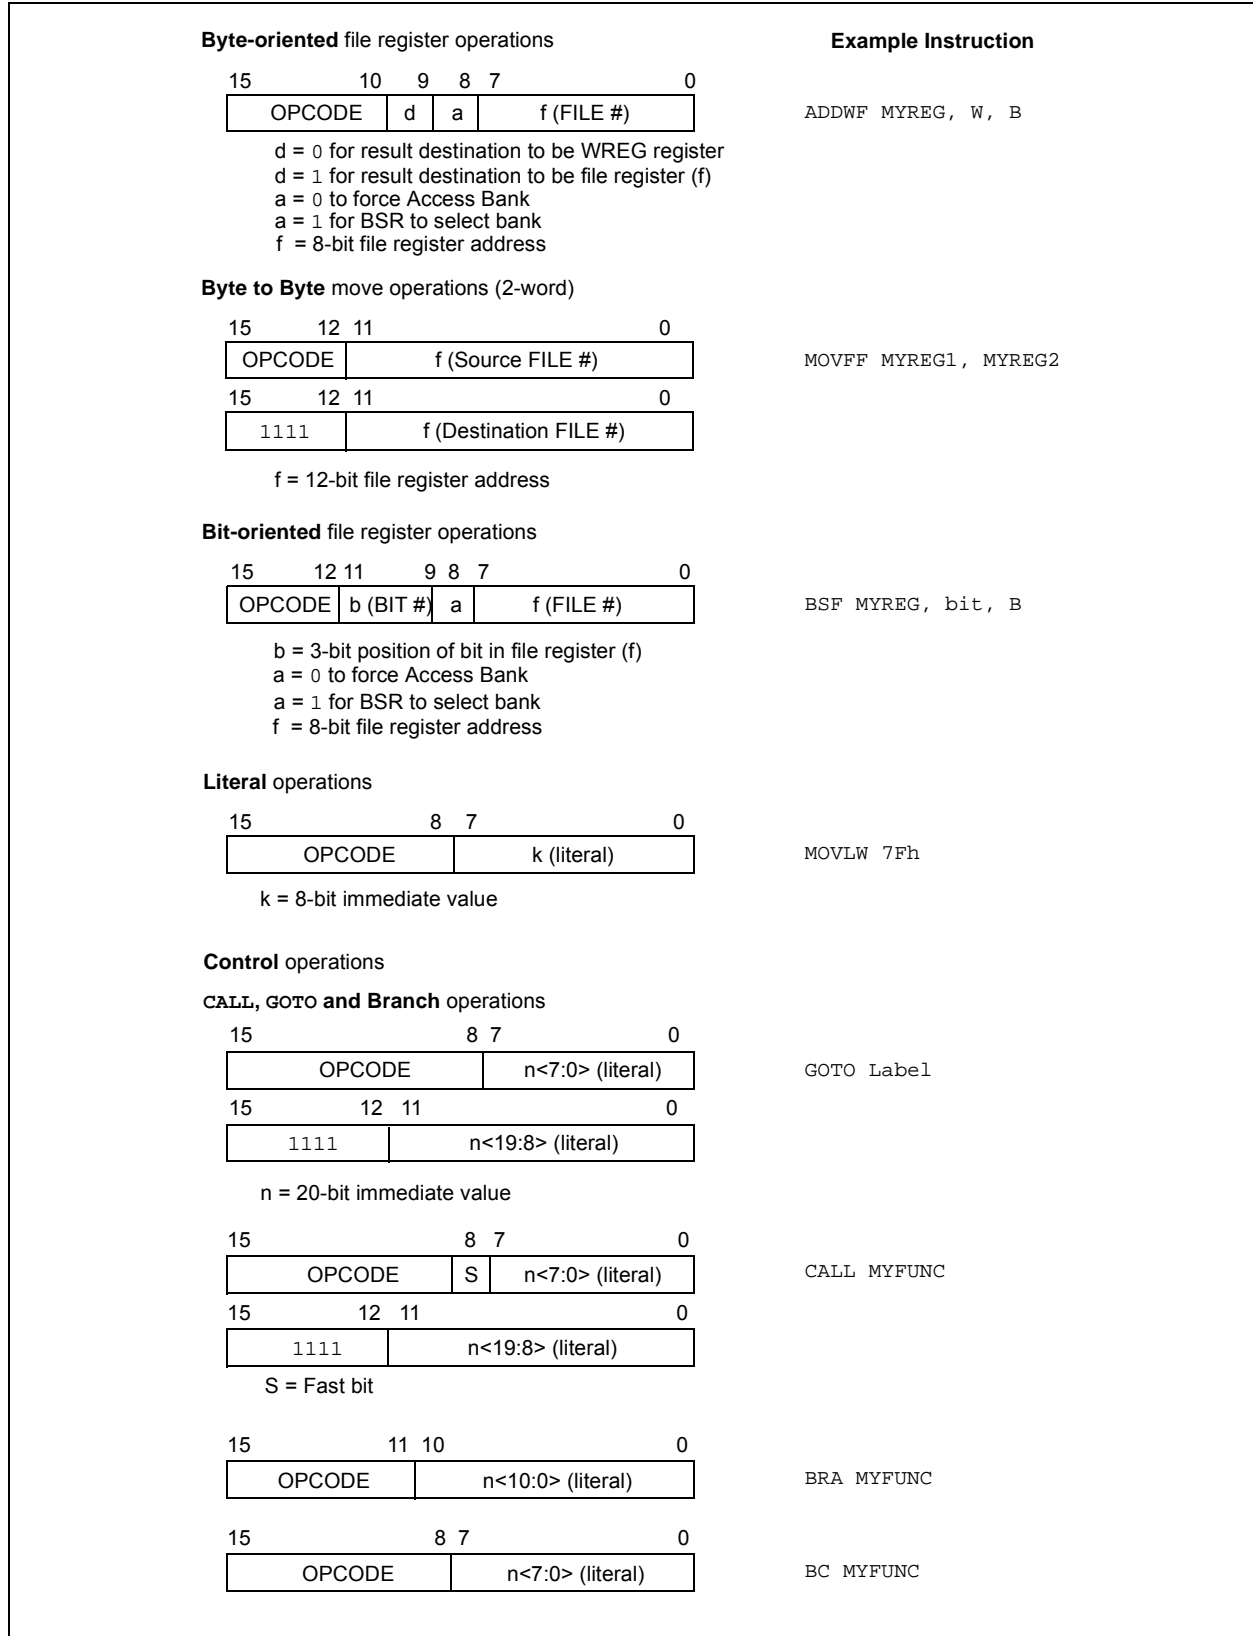 Byte-oriented file register operations Example Instruction
15 10 9 8 7 0
OPCODE d a f (FILE #) ADDWF MYREG, W, B
d = 0 for result destination to be WREG register
d = 1 for result destination to be file register (f)
a = 0 to force Access Bank
a = 1 for BSR to select bank
f = 8-bit file register address
Byte to Byte move operations (2-word)
15 12 11 0
OPCODE f (Source FILE #) MOVFF MYREG1, MYREG2
15 12 11 0
1111 f (Destination FILE #)
f = 12-bit file register address
Bit-oriented file register operations
15 12 11 9 8 7 0
OPCODE b (BIT #) a f (FILE #) BSF MYREG, bit, B
b = 3-bit position of bit in file register (f)
a = 0 to force Access Bank
a = 1 for BSR to select bank
f = 8-bit file register address
Literal operations
15 8 7 0
OPCODE k (literal) MOVLW 7Fh
k = 8-bit immediate value
Control operations
CALL, GOTO and Branch operations
15 8 7 0
OPCODE n<7:0> (literal) GOTO Label
15 12 11 0
1111 n<19:8> (literal)
n = 20-bit immediate value
15 8 7 0
OPCODE S n<7:0> (literal) CALL MYFUNC
15 12 11 0
1111 n<19:8> (literal)
S = Fast bit
15 11 10 0
OPCODE n<10:0> (literal) BRA MYFUNC
15 8 7 0
OPCODE n<7:0> (literal) BC MYFUNC